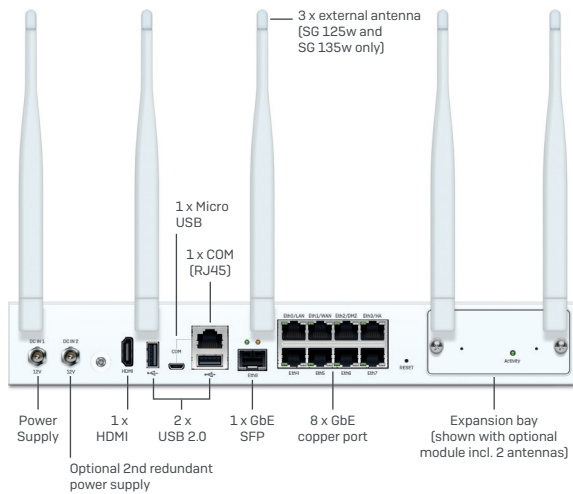 3 x external antenna
(SG 125w and
SG 135w only)
1 x Micro
USB
1 x COM
(RJ45)
Eth0/LAN Eth1/WAN Eth2/DMZ Eth3/HA
DC IN 1
DC IN 2
COM
12V
12V
HDMI
Eth8
Eth4 Eth5 Eth6 Eth7
RESET
Activity
Power
Supply
1 x
HDMI
2 x
USB 2.0
1 x GbE
SFP
8 x GbE
copper port
Expansion bay
(shown with optional
module incl. 2 antennas)
Optional 2nd redundant
power supply